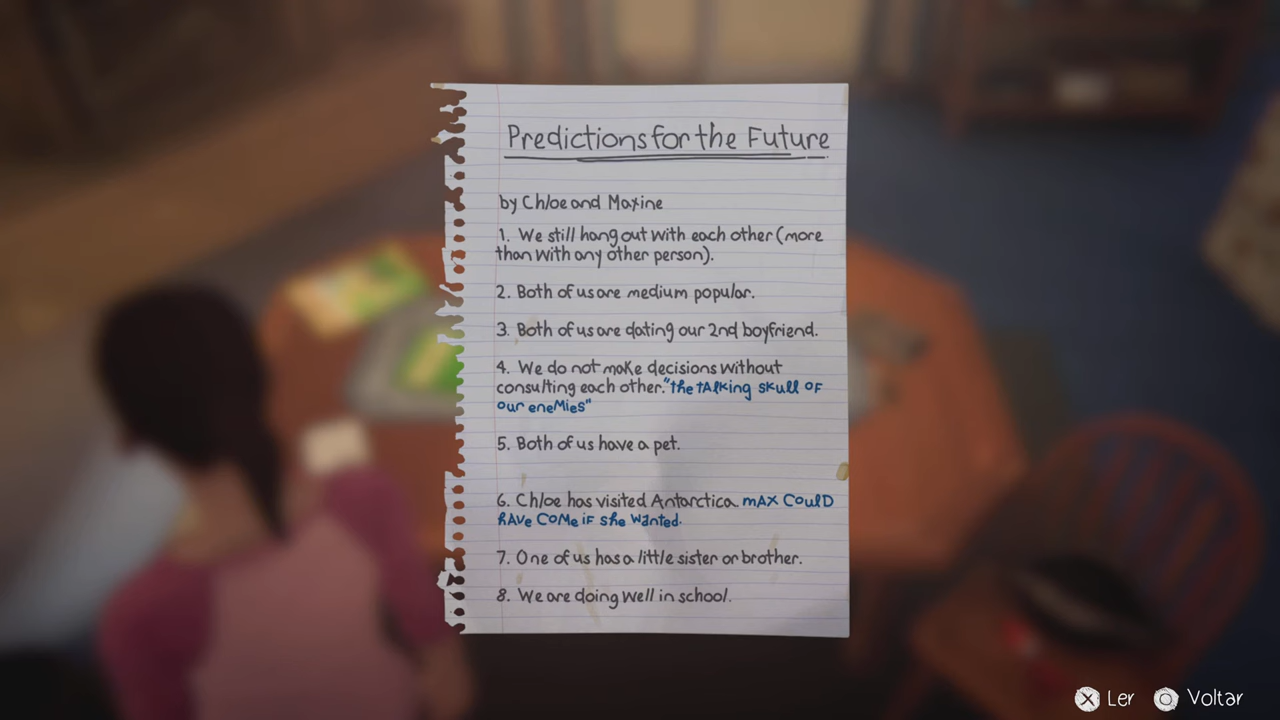 Predictions for the Future
by Chloe and Maxine
1. We still hang out with each other (more
than with any other person).
2. Both of us are medium popular.
3. Both of us are dating our 2nd boyfriend.
4. We do not make decisions without
consulting each other. "the tALking skull OF
our eneMies"
5. Both of us have a pet.
6. Chloe has visited Antarctica. mAX COulD
hAve COMe iF she wanted.
7. One of us has a little sister or brother.
8. We are doing well in school.
Ler Voltar